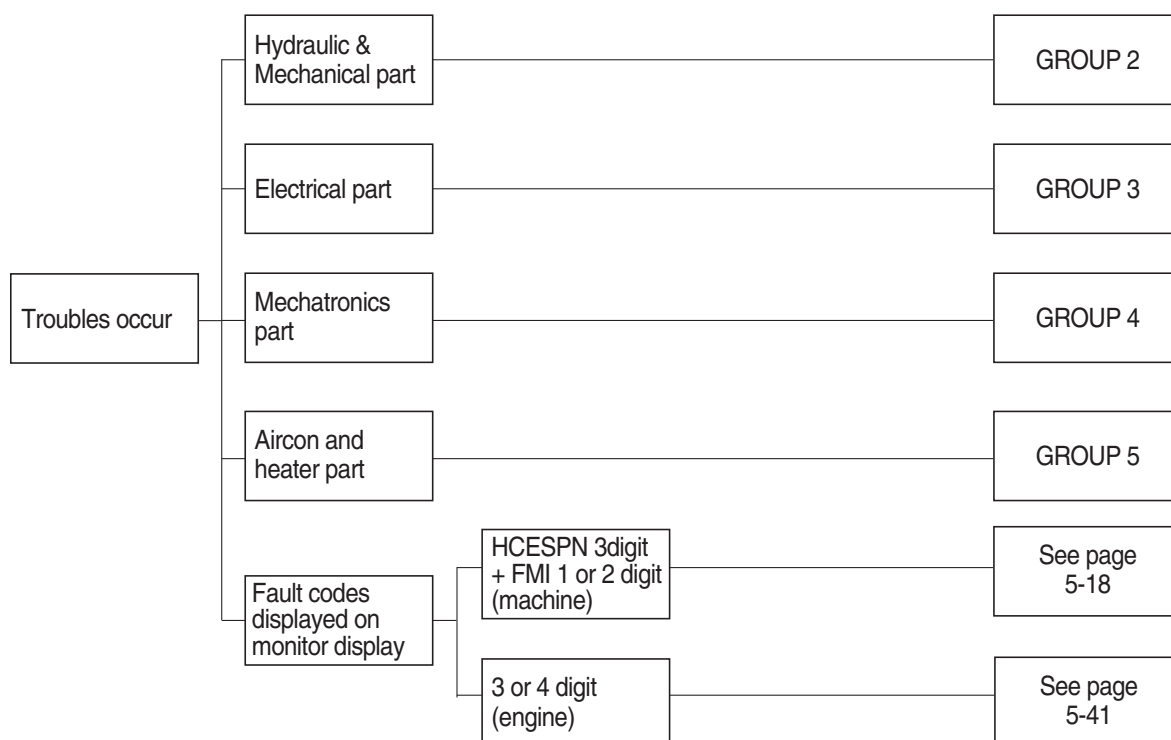 Hydraulic &
Mechanical part
GROUP 2
Electrical part
GROUP 3
Troubles occur
Mechatronics
part
GROUP 4
Aircon and
heater part
GROUP 5
Fault codes
displayed on
monitor display
HCESPN 3digit
+ FMI 1 or 2 digit
(machine)
See page
5-18
3 or 4 digit
(engine)
See page
5-41